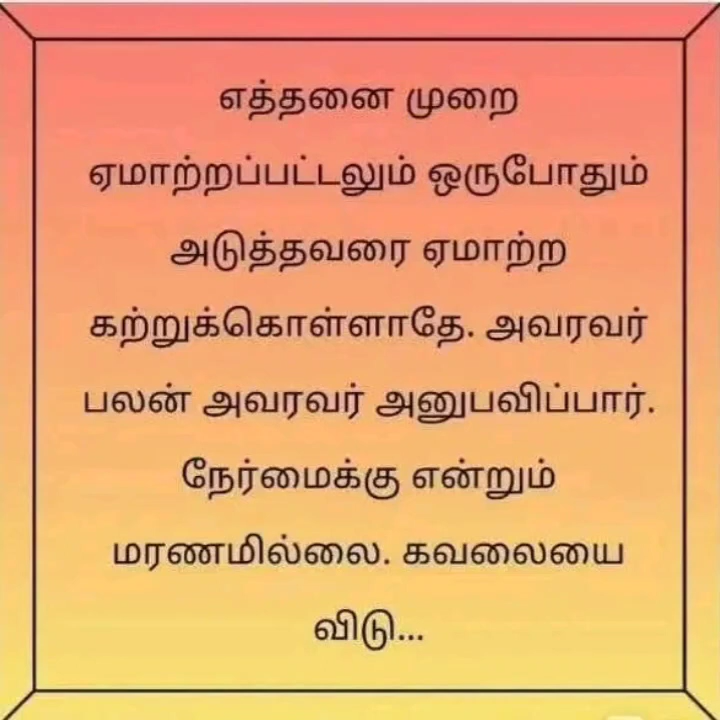 எத்தனை முறை
ஏமாற்றப்பட்டலும் ஒருபோதும்
அடுத்தவரை ஏமாற்ற
கற்றுக்கொள்ளாதே. அவரவர்
பலன் அவரவர் அனுபவிப்பார்.
நேர்மைக்கு என்றும்
மரணமில்லை. கவலையை
விடு...